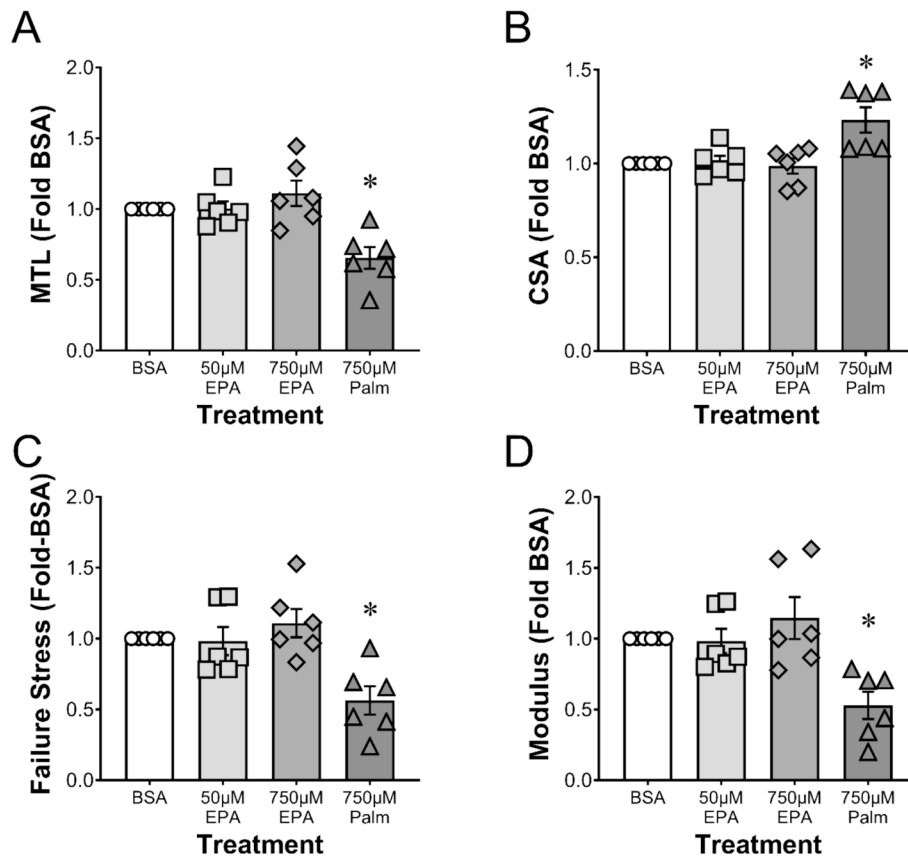 A
MTL (Fold BSA)
2.0
1.5
1.0
0.5
0.0
*
BSA
50µM
EPA
750µM
EPA
750µM
Palm
Treatment
B
CSA (Fold BSA)
1.5
1.0
0.5
0.0
*
BSA
50µM
EPA
750µM
EPA
750µM
Palm
Treatment
C
Failure Stress (Fold-BSA)
2.0
1.5
1.0
0.5
0.0
*
BSA
50µM
EPA
750µM
EPA
750µM
Palm
Treatment
D
Modulus (Fold BSA)
2.0
1.5
1.0
0.5
0.0
*
BSA
50µM
EPA
750µM
EPA
750µM
Palm
Treatment